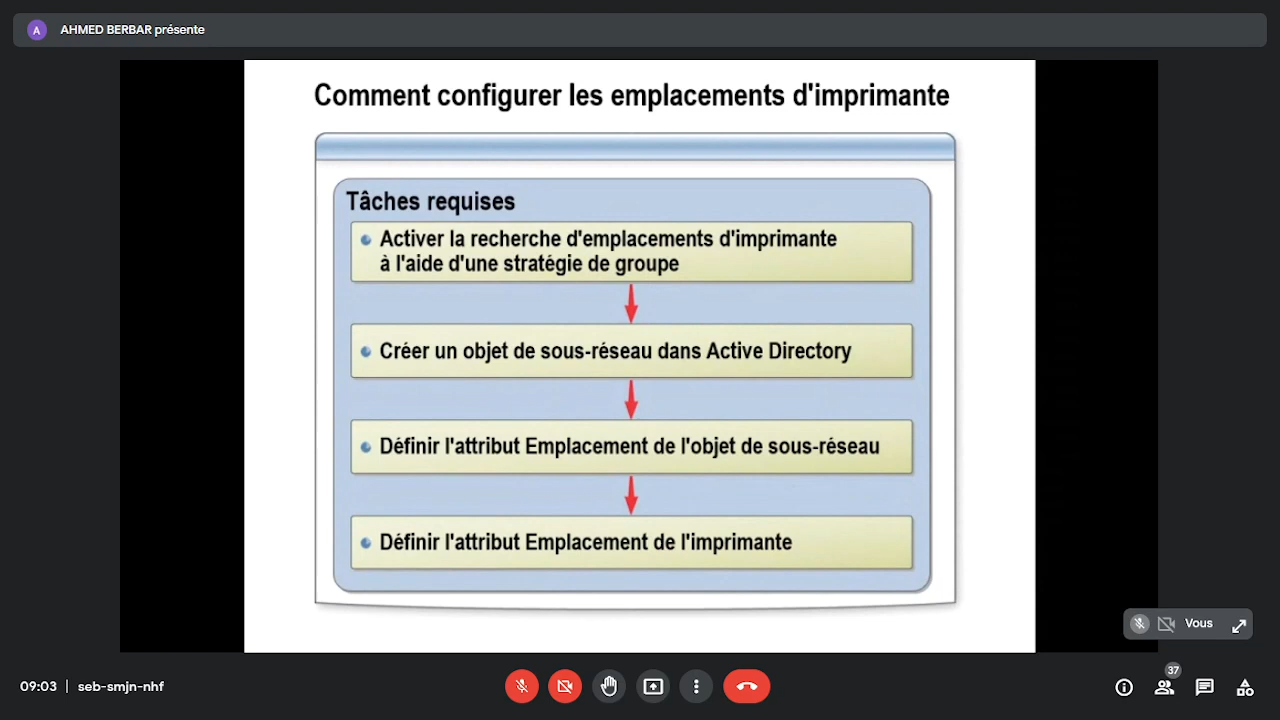 A
AHMED BERBAR présente
Comment configurer les emplacements d'imprimante
Tâches requises
Activer la recherche d'emplacements d'imprimante
à l'aide d'une stratégie de groupe
Créer un objet de sous-réseau dans Active Directory
Définir l'attribut Emplacement de l'objet de sous-réseau
Définir l'attribut Emplacement de l'imprimante
Vous
09:03 | seb-smjn-nhf
37